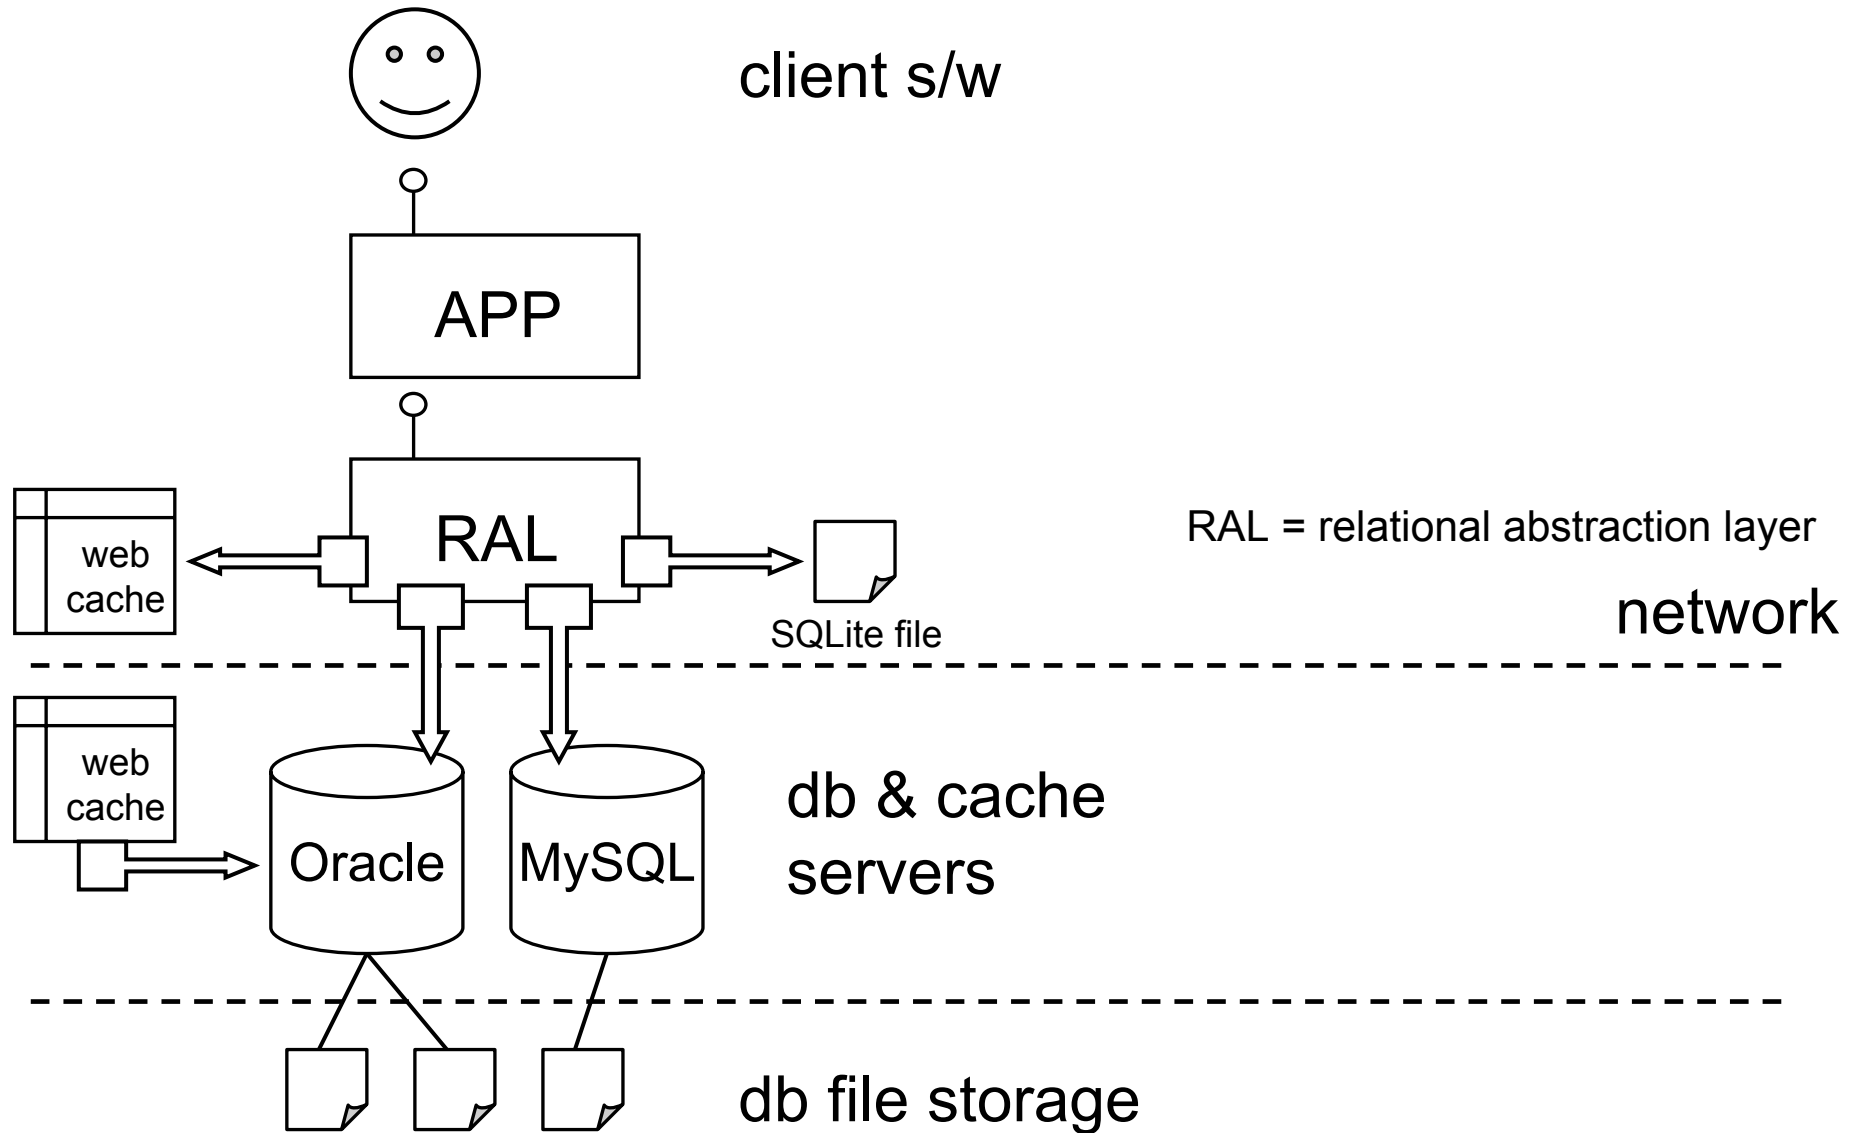 client s/w
APP
RAL
web
cache
SQLite file
RAL = relational abstraction layer
network
web
cache
Oracle
MySQL
db & cache
servers
db file storage